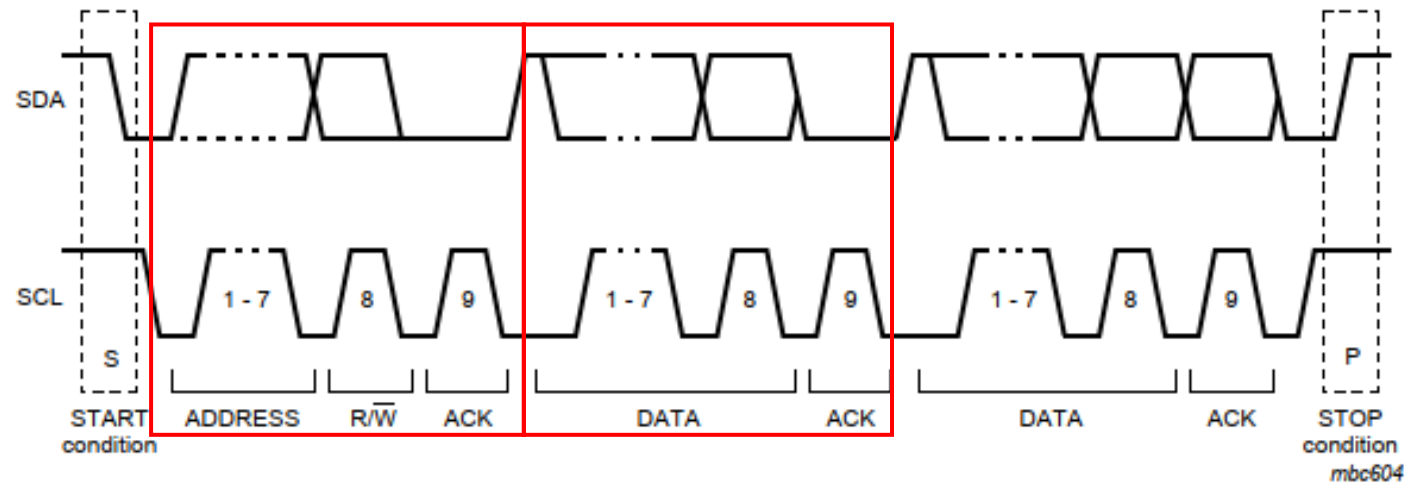 SDA
SCL
1 - 7
8
9
1 - 7
8
9
1 - 7
8
9
S
P
START
condition
ADDRESS
R/W̅
ACK
DATA
ACK
DATA
ACK
STOP
condition
mbc604